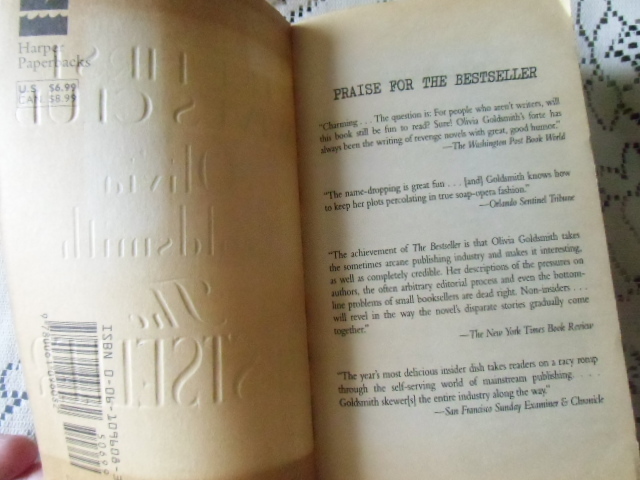 Harper
Paperbacks
U.S. $6.99
CAN. $8.99
ISBN 0-06-109608-3
50699
PRAISE FOR THE BESTSELLER
"Charming . . . The question is: For people who aren't writers, will
this book still be fun to read? Sure! Olivia Goldsmith's forte has
always been the writing of revenge novels with great, good humor."
—The Washington Post Book World
"The name-dropping is great fun . . . [and] Goldsmith knows how
to keep her plots percolating in true soap-opera fashion."
—Orlando Sentinel Tribune
"The achievement of The Bestseller is that Olivia Goldsmith takes
the sometimes arcane publishing industry and makes it interesting,
as well as completely credible. Her descriptions of the pressures on
authors, the often arbitrary editorial process and even the bottom-
line problems of small booksellers are dead right. Non-insiders . . .
will revel in the way the novel's disparate stories gradually come
together."
—The New York Times Book Review
"The year's most delicious insider dish takes readers on a racy romp
through the self-serving world of mainstream publishing. . . .
Goldsmith skewer[s] the entire industry along the way."
—San Francisco Sunday Examiner & Chronicle